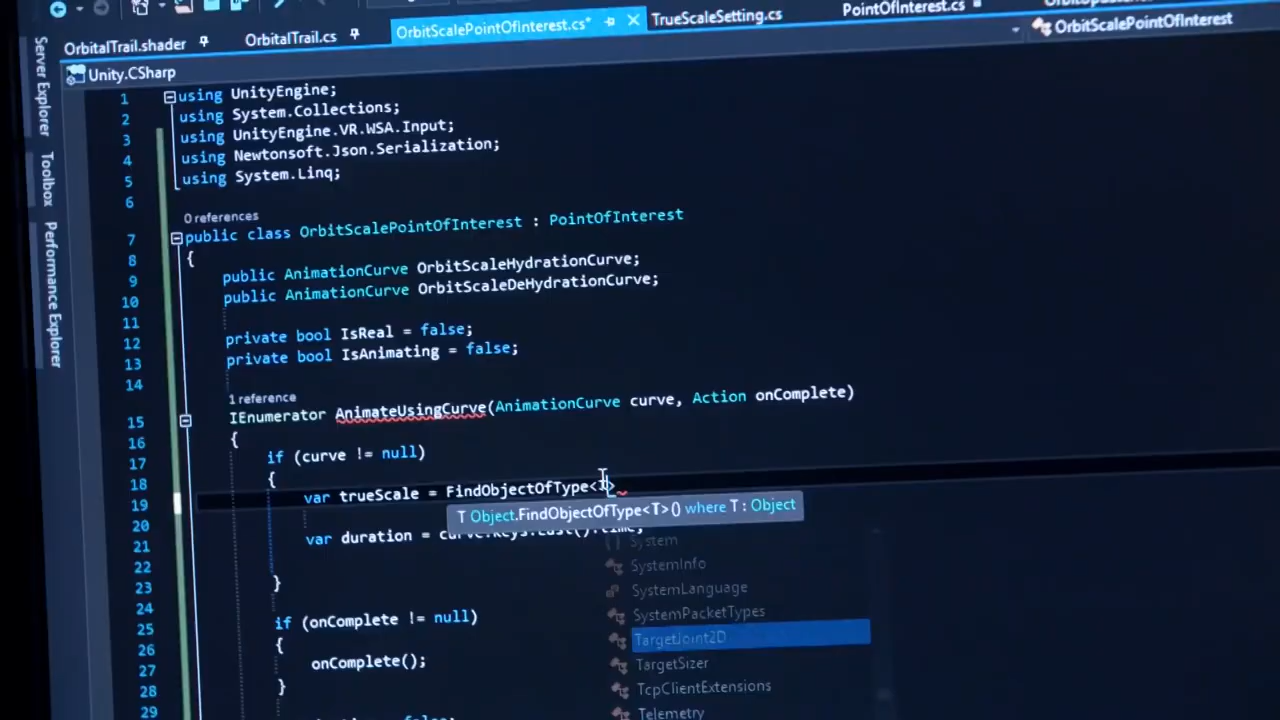 OrbitalTrail.shader
OrbitalTrail.cs
OrbitScalePointOfInterest.cs*
TrueScaleSetting.cs
PointOfInterest.cs
Unity.CSharp
OrbitScalePointOfInterest
Server Explorer
Toolbox
Performance Explorer
1 using UnityEngine;
2 using System.Collections;
3 using UnityEngine.VR.WSA.Input;
4 using Newtonsoft.Json.Serialization;
5 using System.Linq;
6
0 references
7 public class OrbitScalePointOfInterest : PointOfInterest
8 {
9 public AnimationCurve OrbitScaleHydrationCurve;
10 public AnimationCurve OrbitScaleDeHydrationCurve;
11
12 private bool IsReal = false;
13 private bool IsAnimating = false;
14
1 reference
15 IEnumerator AnimateUsingCurve(AnimationCurve curve, Action onComplete)
16 {
17 if (curve != null)
18 {
19 var trueScale = FindObjectOfType<T>
T Object.FindObjectOfType<T>() where T : Object
20
21 var duration = curve.Keys.Last().time;
22
23 }
24
25 if (onComplete != null)
26 {
27 onComplete();
28 }
29
System
SystemInfo
SystemLanguage
SystemPacketTypes
TargetJoint2D
TargetSizer
TcpClientExtensions
Telemetry